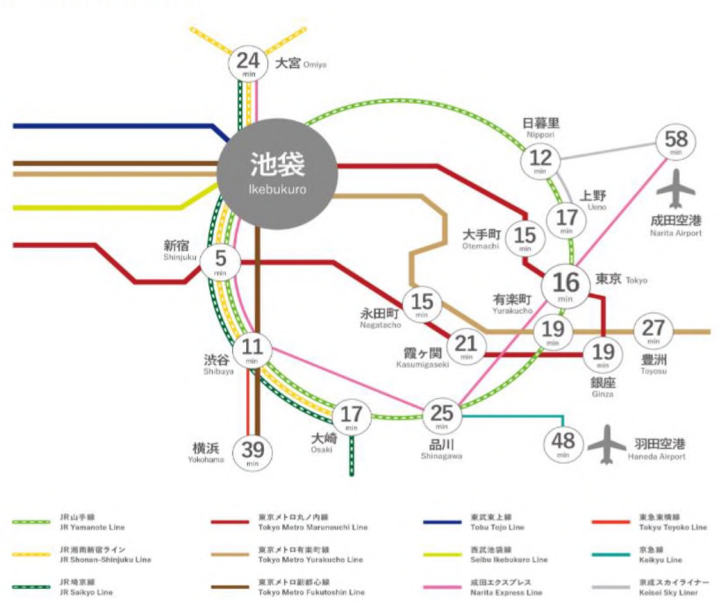 24
min
大宮 Omiya
池袋
Ikebukuro
日暮里
Nippori
12
min
58
min
上野
Ueno
17
min
成田空港
Narita Airport
大手町
Otemachi
15
min
新宿
Shinjuku
5
min
16
min
東京 Tokyo
有楽町
Yurakucho
19
min
永田町
Nagatacho
15
min
霞ヶ関
Kasumigaseki
21
min
27
min
豊洲
Toyosu
19
min
銀座
Ginza
渋谷
Shibuya
11
min
大崎
Osaki
17
min
25
min
品川
Shinagawa
横浜
Yokohama
39
min
48
min
羽田空港
Haneda Airport
JR山手線
JR Yamanote Line
東京メトロ丸ノ内線
Tokyo Metro Marunouchi Line
東武東上線
Tobu Tojo Line
東急東横線
Tokyu Toyoko Line
JR湘南新宿ライン
JR Shonan-Shinjuku Line
東京メトロ有楽町線
Tokyo Metro Yurakucho Line
西武池袋線
Seibu Ikebukuro Line
京急線
Keikyu Line
JR埼京線
JR Saikyo Line
東京メトロ副都心線
Tokyo Metro Fukutoshin Line
成田エクスプレス
Narita Express Line
京成スカイライナー
Keisei Sky Liner